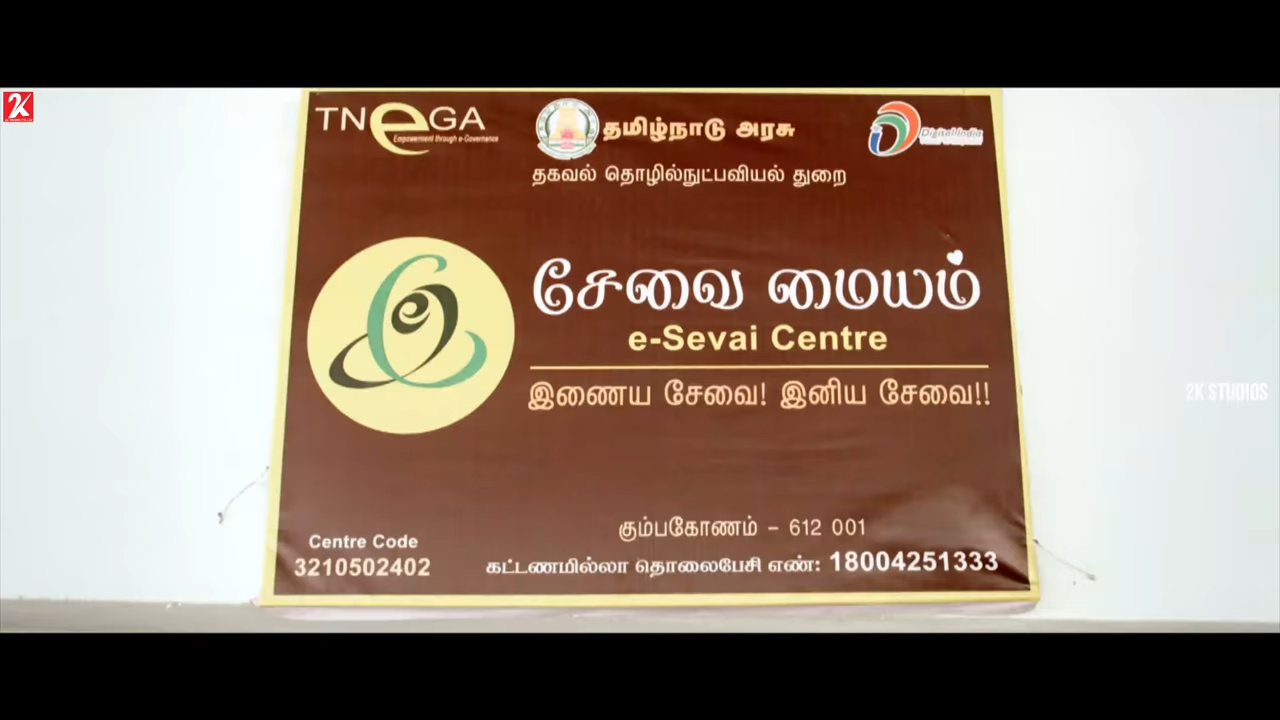 2K
TNeGA
Empowerment through e-Governance
தமிழ்நாடு அரசு
Digital India
தகவல் தொழில்நுட்பவியல் துறை
சேவை மையம்
e-Sevai Centre
இணைய சேவை! இனிய சேவை!!
2K STUDIOS
கும்பகோணம் - 612 001
Centre Code
3210502402
கட்டணமில்லா தொலைபேசி எண்: 18004251333